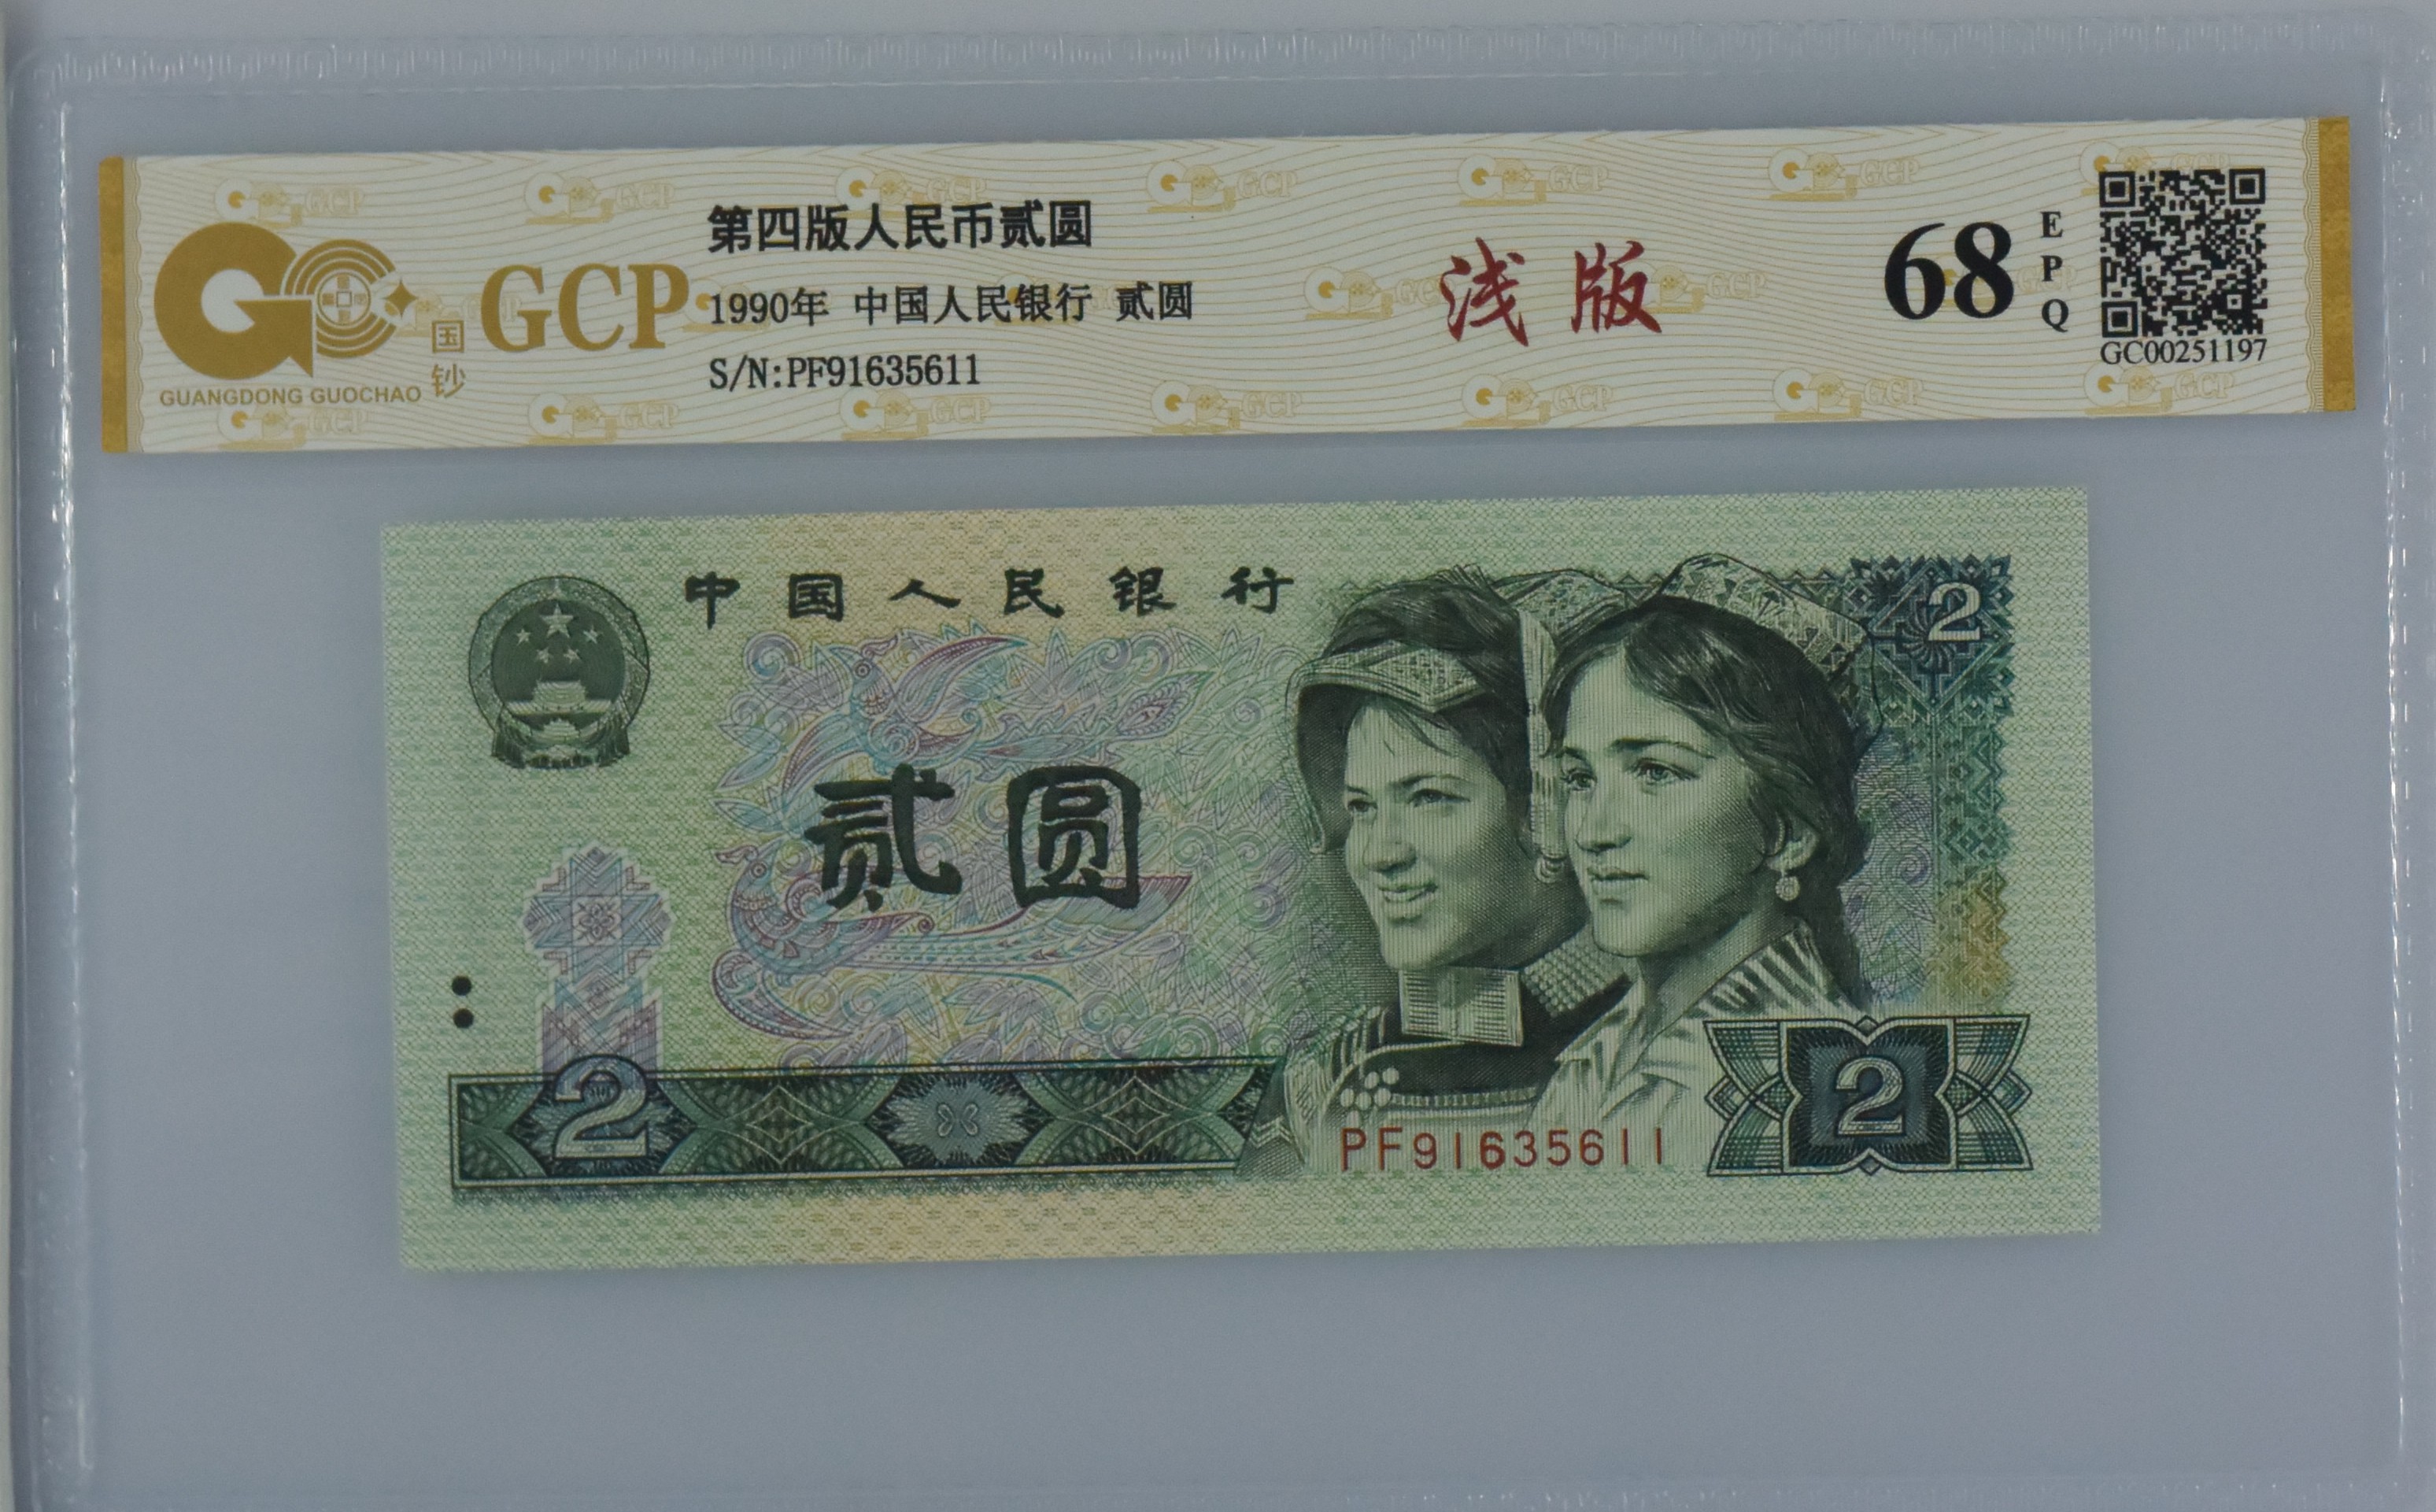 GCP
国钞
GUANGDONG GUOCHAO
第四版人民币贰圆
1990年 中国人民银行 贰圆
S/N:PF91635611
浅版
68
EPQ
GC00251197
中国人民银行
2
贰圆
2
PF91635611
2